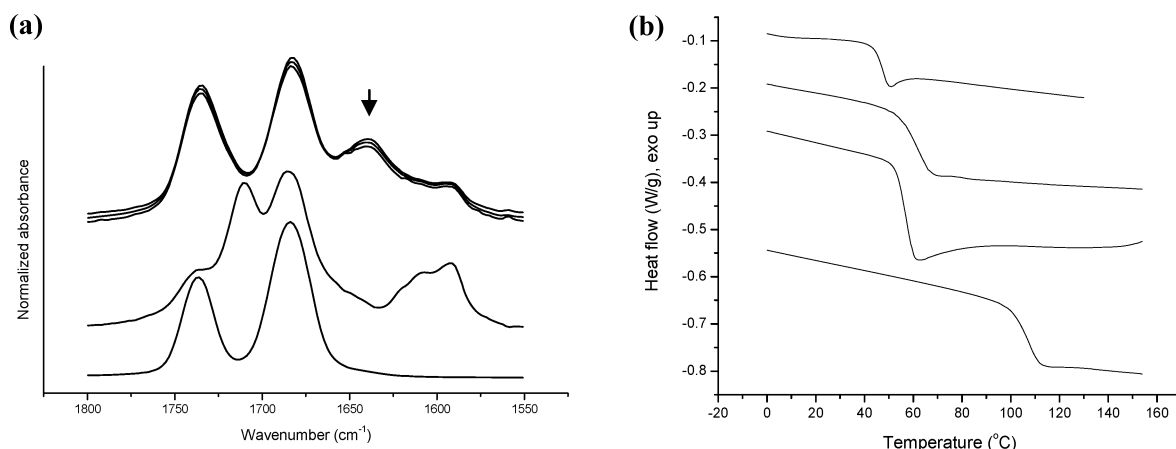 (a)
Normalized absorbance
1800 1750 1700 1650 1600 1550
Wavenumber (cm⁻¹)
(b)
Heat flow (W/g), exo up
-0.1
-0.2
-0.3
-0.4
-0.5
-0.6
-0.7
-0.8
-20 0 20 40 60 80 100 120 140 160
Temperature (°C)